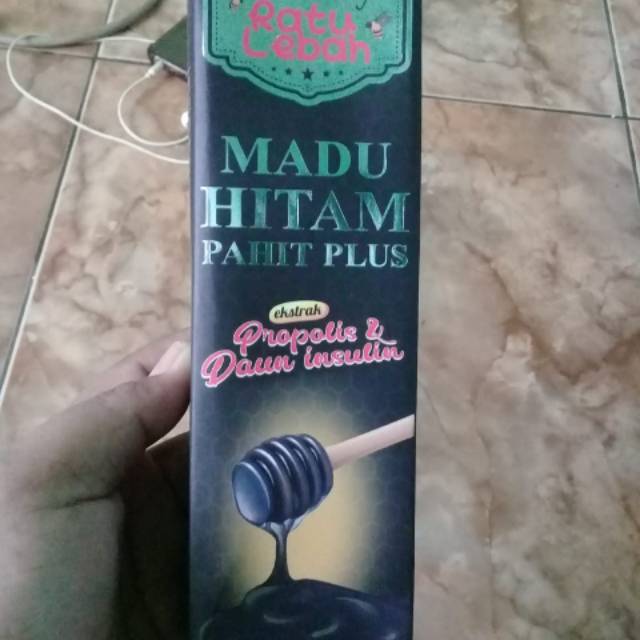 Ratu
Lebah
MADU
HITAM
PAHIT PLUS
ekstrak
Propolis &
Daun insulin